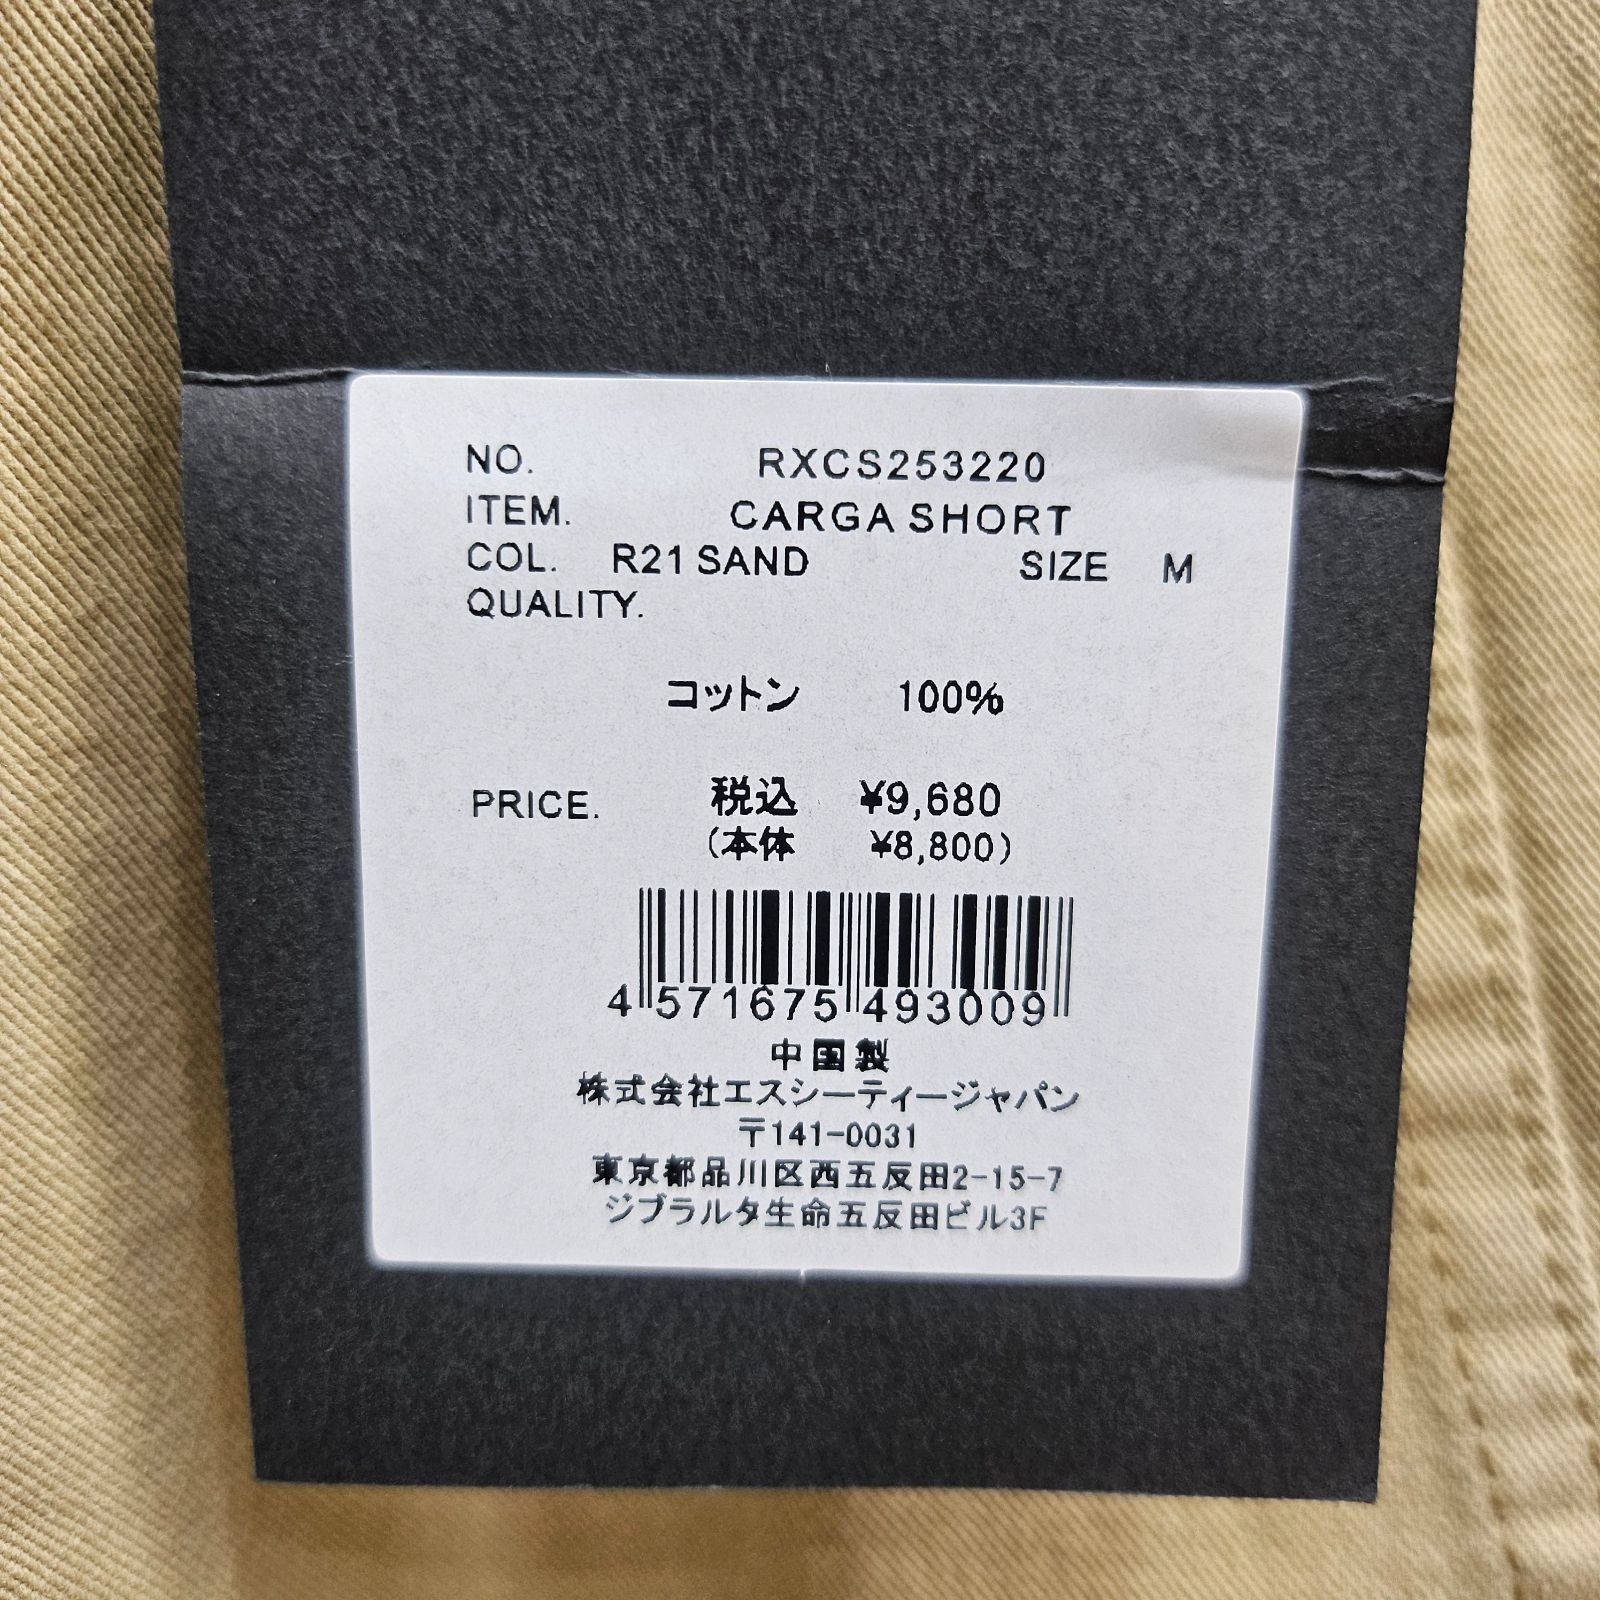 NO. RXCS253220
ITEM. CARGA SHORT
COL. R21 SAND SIZE M
QUALITY.
コットン 100%
PRICE. 税込 ¥9,680
(本体 ¥8,800)
4 571675 493009
中国製
株式会社エスシーティージャパン
〒141-0031
東京都品川区西五反田2-15-7
ジブラルタ生命五反田ビル3F